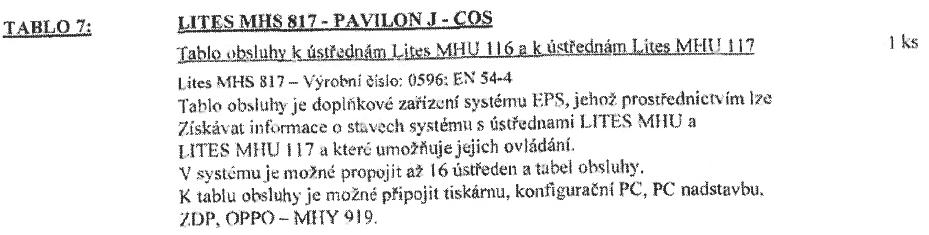 TABLO 7: LITES MHS 817 - PAVILON J - COS
Tablo obsluhy k ústřednám Lites MHU 116 a k ústřednám Lites MHU 117 1 ks
Lites MHS 817 – Výrobní číslo: 0596: EN 54-4
Tablo obsluhy je doplňkové zařízení systému EPS, jehož prostřednictvím lze
Získávat informace o stavech systému s ústřednami LITES MHU a
LITES MHU 117 a které umožňuje jejich ovládání.
V systému je možné propojit až 16 ústředen a tabel obsluhy.
K tablu obsluhy je možné připojit tiskárnu, konfigurační PC, PC nadstavbu,
ZDP, OPPO – MHY 919.